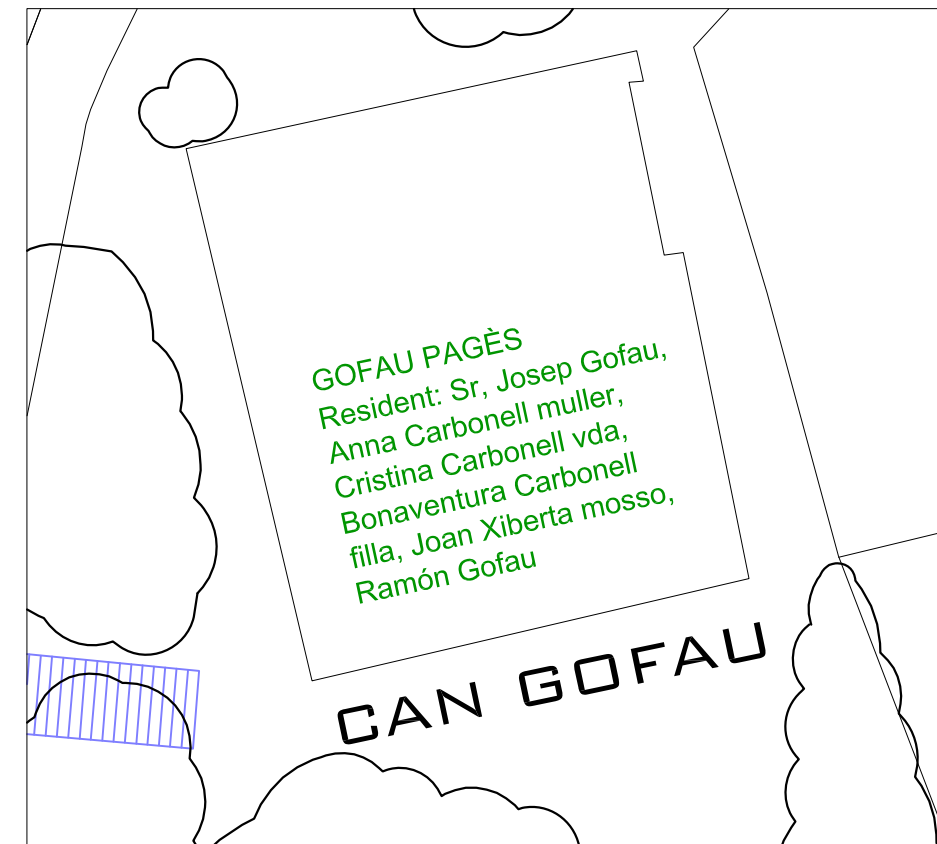 GOFAU PAGÈS
Resident: Sr, Josep Gofau,
Anna Carbonell muller,
Cristina Carbonell vda,
Bonaventura Carbonell
filla, Joan Xiberta mosso,
Ramón Gofau
CAN GOFAU